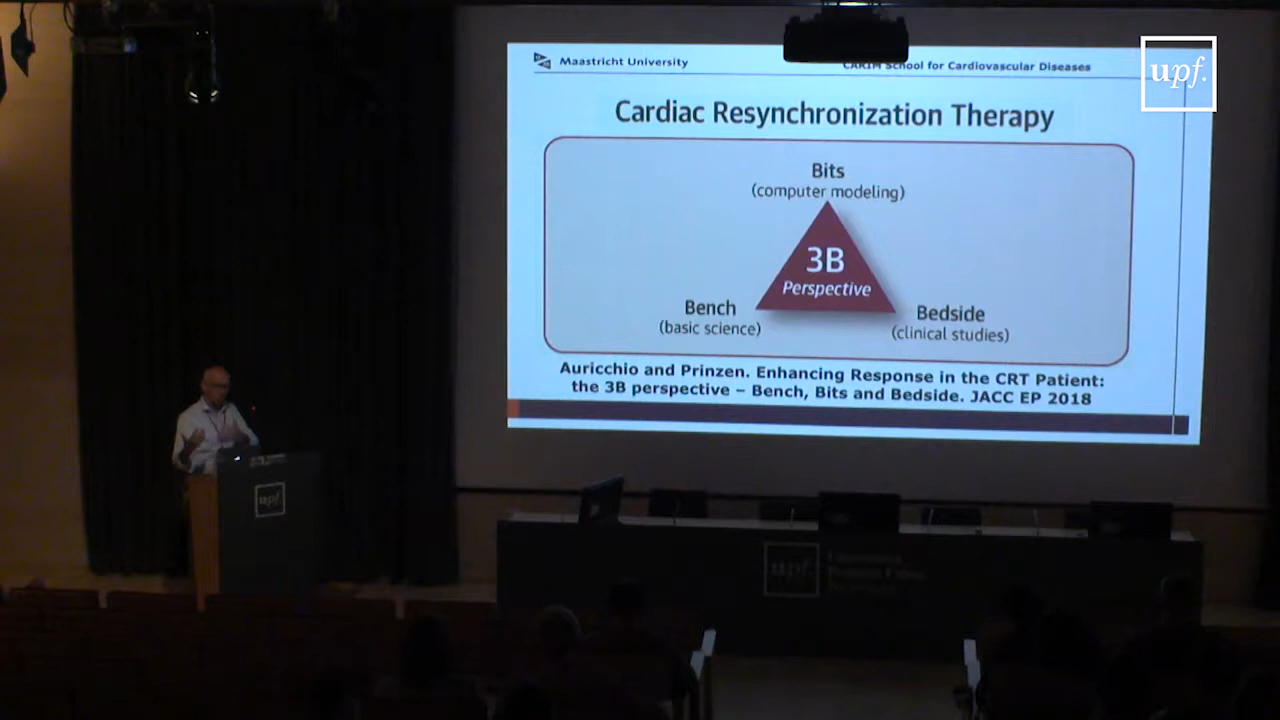 Maastricht University
CARIM School for Cardiovascular Diseases
upf.
Cardiac Resynchronization Therapy
Bits
(computer modeling)
3B
Perspective
Bench
(basic science)
Bedside
(clinical studies)
Auricchio and Prinzen. Enhancing Response in the CRT Patient:
the 3B perspective – Bench, Bits and Bedside. JACC EP 2018
upf.
upf.